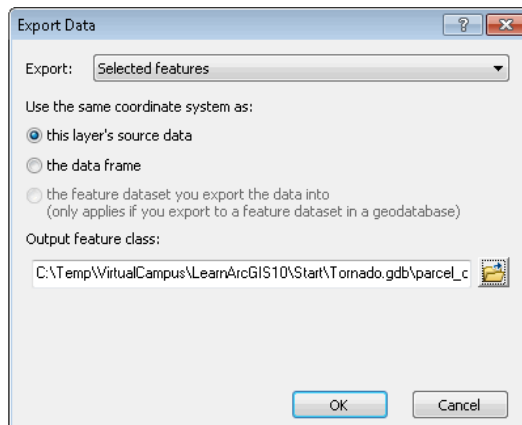 Export Data
Export: Selected features
Use the same coordinate system as:
this layer's source data
the data frame
the feature dataset you export the data into
(only applies if you export to a feature dataset in a geodatabase)
Output feature class:
C:\Temp\VirtualCampus\LearnArcGIS10\Start\Tornado.gdb\parcel_c
OK Cancel